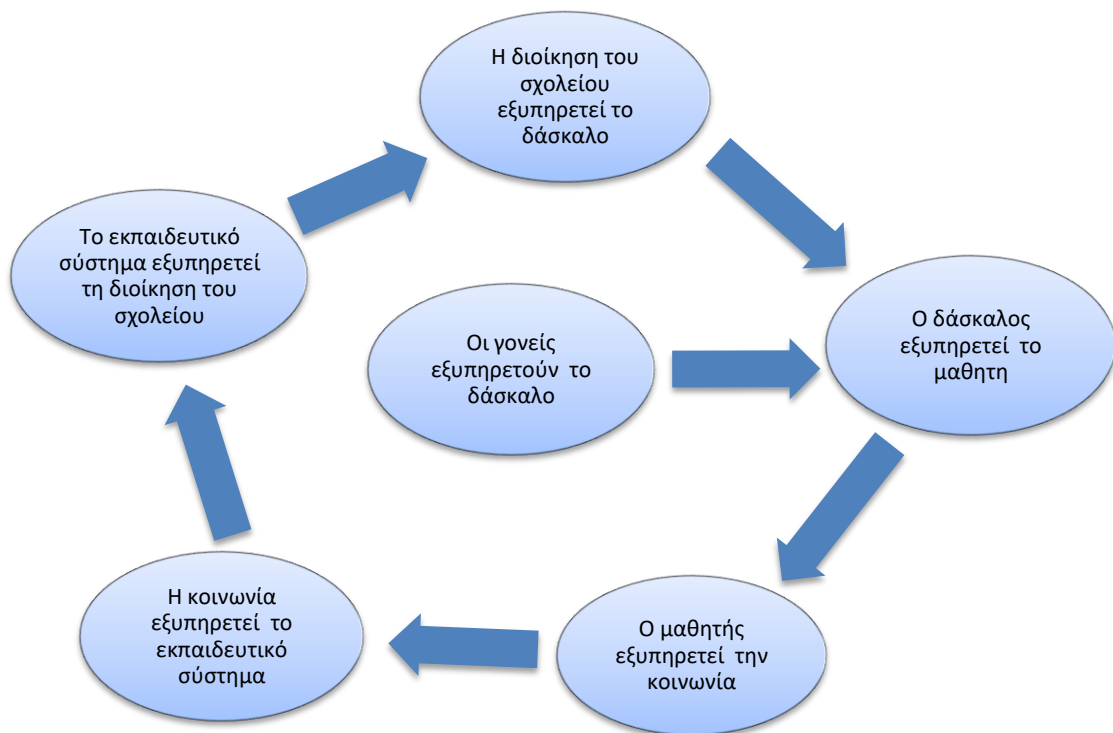 Η διοίκηση του
σχολείου
εξυπηρετεί το
δάσκαλο
Το εκπαιδευτικό
σύστημα εξυπηρετεί
τη διοίκηση του
σχολείου
Οι γονείς
εξυπηρετούν το
δάσκαλο
Ο δάσκαλος
εξυπηρετεί το
μαθητη
Η κοινωνία
εξυπηρετεί το
εκπαιδευτικό
σύστημα
Ο μαθητής
εξυπηρετεί την
κοινωνία